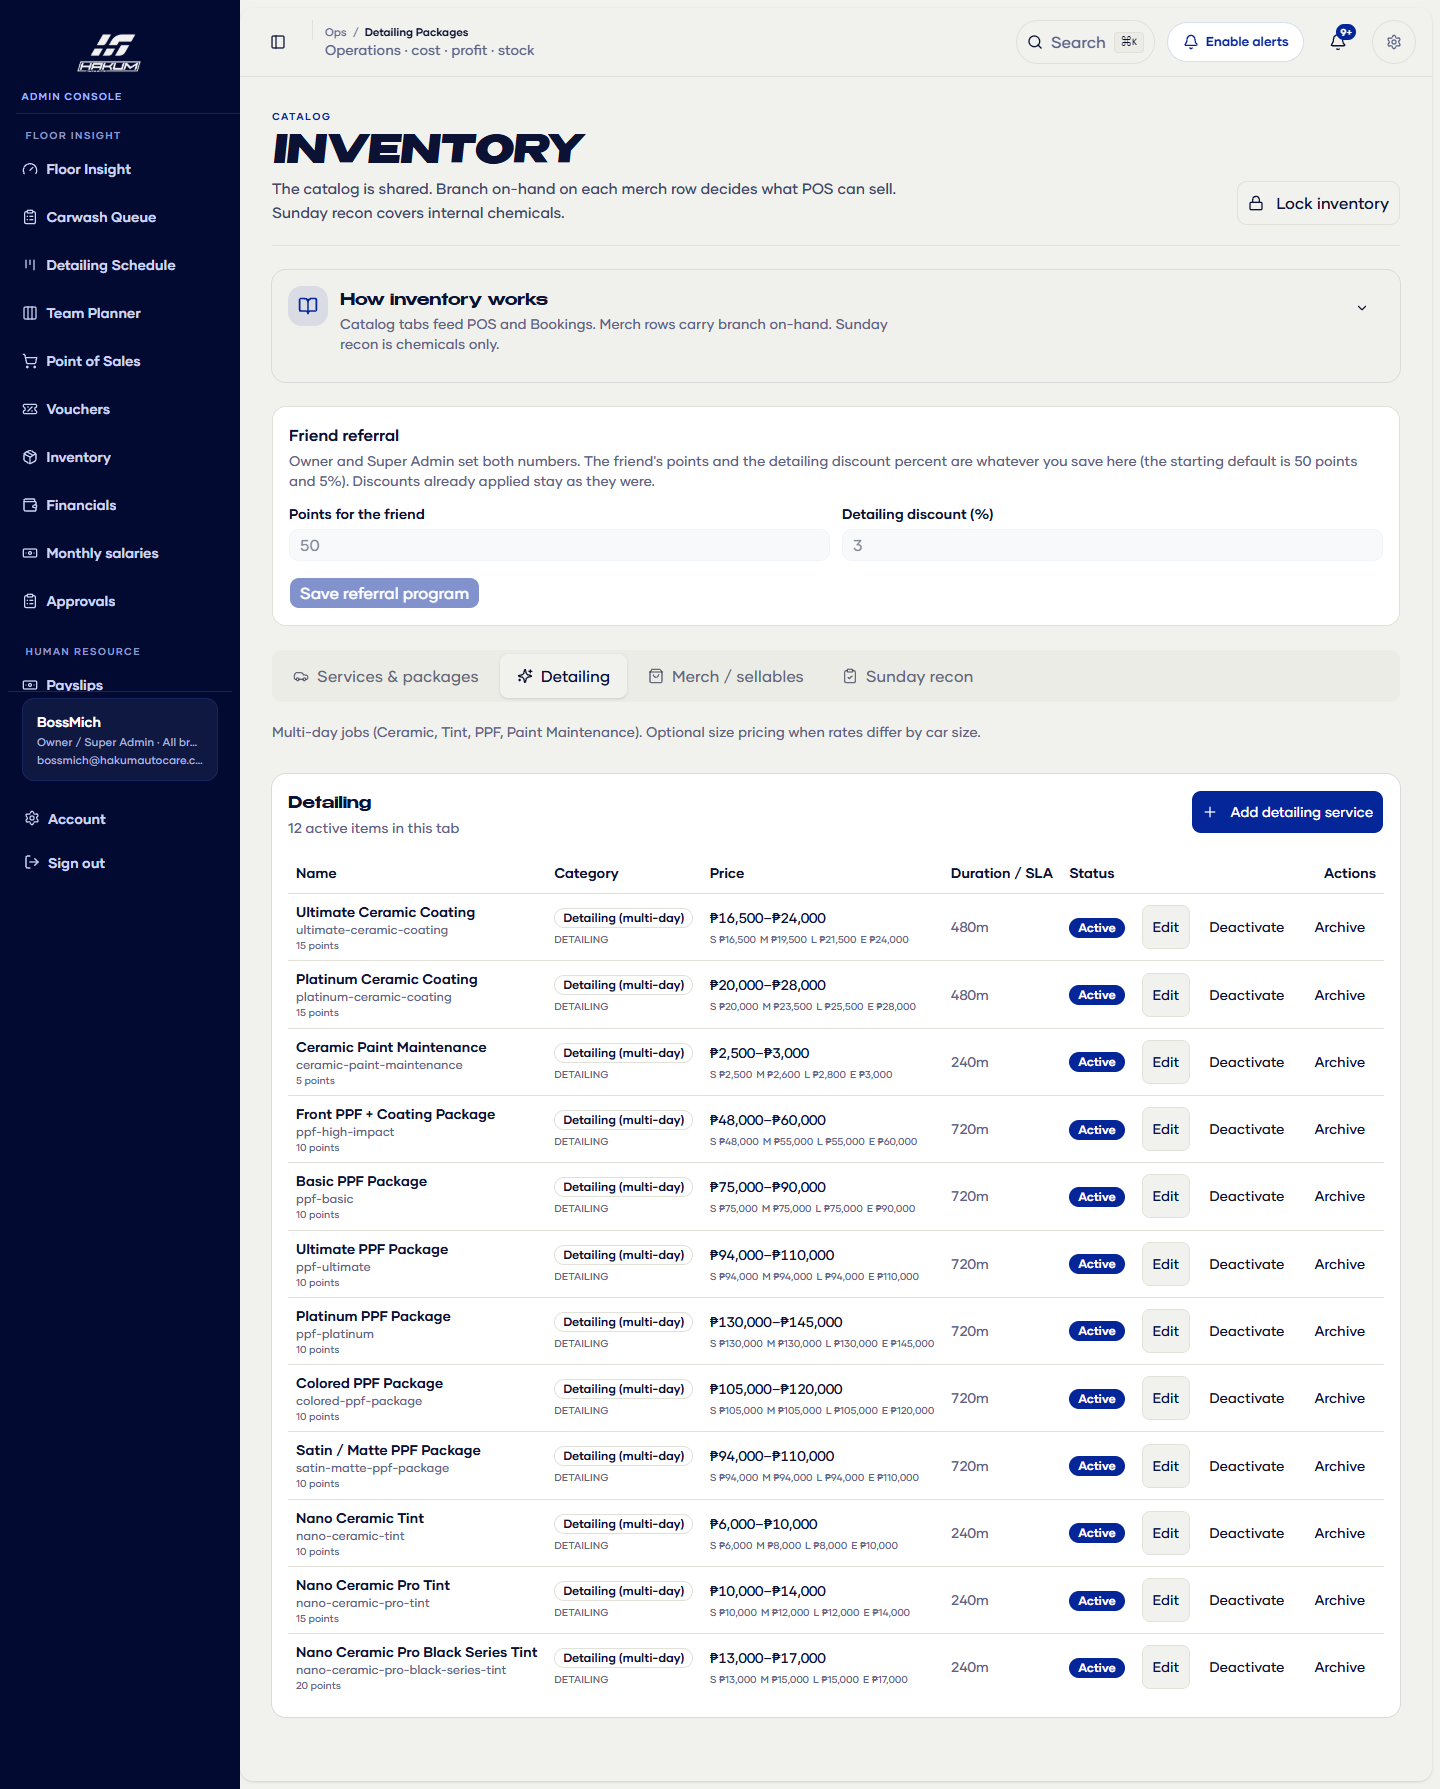 HAKUM
ADMIN CONSOLE
FLOOR INSIGHT
Floor Insight
Carwash Queue
Detailing Schedule
Team Planner
Point of Sales
Vouchers
Inventory
Financials
Monthly salaries
Approvals
HUMAN RESOURCE
Payslips
BossMich
Owner / Super Admin · All br...
bossmich@hakumautocare.c...
Account
Sign out
Ops / Detailing Packages
Operations · cost · profit · stock
Search ⌘K
Enable alerts
9+
CATALOG
INVENTORY
The catalog is shared. Branch on-hand on each merch row decides what POS can sell.
Sunday recon covers internal chemicals.
Lock inventory
How inventory works
Catalog tabs feed POS and Bookings. Merch rows carry branch on-hand. Sunday
recon is chemicals only.
Friend referral
Owner and Super Admin set both numbers. The friend's points and the detailing discount percent are whatever you save here (the starting default is 50 points
and 5%). Discounts already applied stay as they were.
Points for the friend
50
Detailing discount (%)
3
Save referral program
Services & packages
Detailing
Merch / sellables
Sunday recon
Multi-day jobs (Ceramic, Tint, PPF, Paint Maintenance). Optional size pricing when rates differ by car size.
Detailing
12 active items in this tab
Add detailing service
Name Category Price Duration / SLA Status Actions
Ultimate Ceramic Coating
ultimate-ceramic-coating
15 points
Detailing (multi-day)
DETAILING
₱16,500–₱24,000
S ₱16,500 M ₱19,500 L ₱21,500 E ₱24,000
480m Active Edit Deactivate Archive
Platinum Ceramic Coating
platinum-ceramic-coating
15 points
Detailing (multi-day)
DETAILING
₱20,000–₱28,000
S ₱20,000 M ₱23,500 L ₱25,500 E ₱28,000
480m Active Edit Deactivate Archive
Ceramic Paint Maintenance
ceramic-paint-maintenance
5 points
Detailing (multi-day)
DETAILING
₱2,500–₱3,000
S ₱2,500 M ₱2,600 L ₱2,800 E ₱3,000
240m Active Edit Deactivate Archive
Front PPF + Coating Package
ppf-high-impact
10 points
Detailing (multi-day)
DETAILING
₱48,000–₱60,000
S ₱48,000 M ₱55,000 L ₱55,000 E ₱60,000
720m Active Edit Deactivate Archive
Basic PPF Package
ppf-basic
10 points
Detailing (multi-day)
DETAILING
₱75,000–₱90,000
S ₱75,000 M ₱75,000 L ₱75,000 E ₱90,000
720m Active Edit Deactivate Archive
Ultimate PPF Package
ppf-ultimate
10 points
Detailing (multi-day)
DETAILING
₱94,000–₱110,000
S ₱94,000 M ₱94,000 L ₱94,000 E ₱110,000
720m Active Edit Deactivate Archive
Platinum PPF Package
ppf-platinum
10 points
Detailing (multi-day)
DETAILING
₱130,000–₱145,000
S ₱130,000 M ₱130,000 L ₱130,000 E ₱145,000
720m Active Edit Deactivate Archive
Colored PPF Package
colored-ppf-package
10 points
Detailing (multi-day)
DETAILING
₱105,000–₱120,000
S ₱105,000 M ₱105,000 L ₱105,000 E ₱120,000
720m Active Edit Deactivate Archive
Satin / Matte PPF Package
satin-matte-ppf-package
10 points
Detailing (multi-day)
DETAILING
₱94,000–₱110,000
S ₱94,000 M ₱94,000 L ₱94,000 E ₱110,000
720m Active Edit Deactivate Archive
Nano Ceramic Tint
nano-ceramic-tint
10 points
Detailing (multi-day)
DETAILING
₱6,000–₱10,000
S ₱6,000 M ₱8,000 L ₱8,000 E ₱10,000
240m Active Edit Deactivate Archive
Nano Ceramic Pro Tint
nano-ceramic-pro-tint
15 points
Detailing (multi-day)
DETAILING
₱10,000–₱14,000
S ₱10,000 M ₱12,000 L ₱12,000 E ₱14,000
240m Active Edit Deactivate Archive
Nano Ceramic Pro Black Series Tint
nano-ceramic-pro-black-series-tint
20 points
Detailing (multi-day)
DETAILING
₱13,000–₱17,000
S ₱13,000 M ₱15,000 L ₱15,000 E ₱17,000
240m Active Edit Deactivate Archive